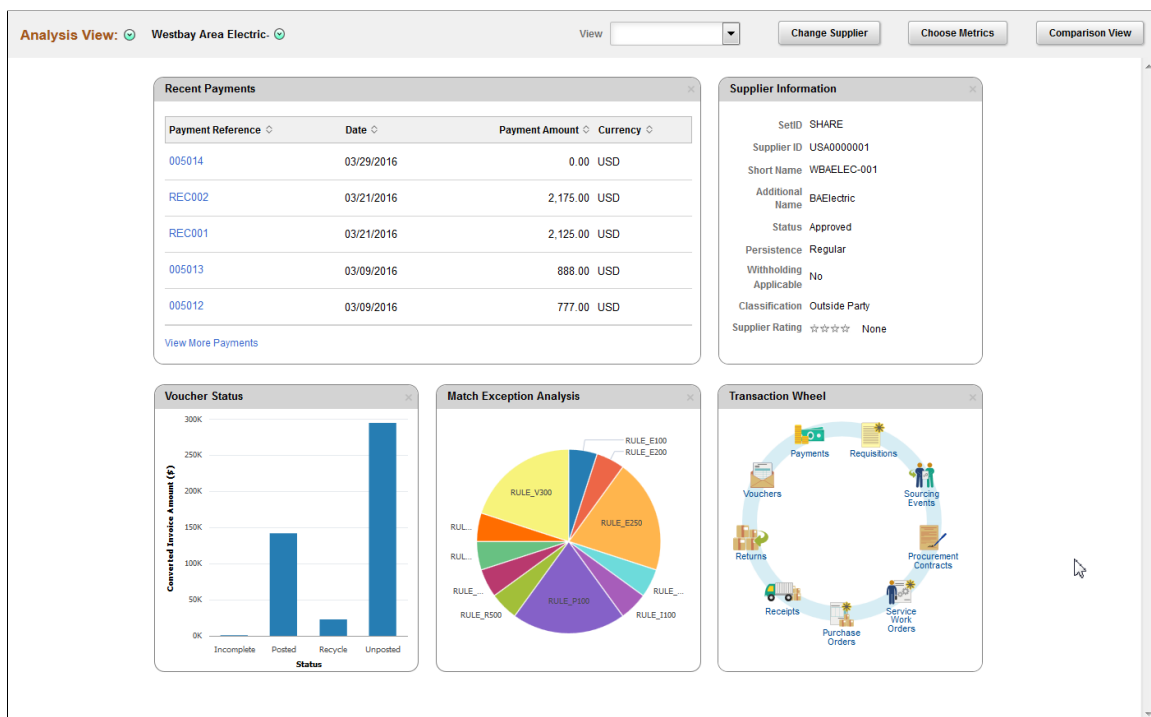 Analysis View:
Westbay Area Electric-
View
Change Supplier
Choose Metrics
Comparison View
Recent Payments
Payment Reference Date Payment Amount Currency
005014 03/29/2016 0.00 USD
REC002 03/21/2016 2,175.00 USD
REC001 03/21/2016 2,125.00 USD
005013 03/09/2016 888.00 USD
005012 03/09/2016 777.00 USD
View More Payments
Supplier Information
SetID SHARE
Supplier ID USA0000001
Short Name WBAELEC-001
Additional
Name BAElectric
Status Approved
Persistence Regular
Withholding
Applicable No
Classification Outside Party
Supplier Rating None
Voucher Status
300K
250K
200K
150K
100K
50K
0K
Converted Invoice Amount ($)
Incomplete Posted Recycle Unposted
Status
Match Exception Analysis
RULE_E100
RULE_E200
RULE_V300
RULE_E250
RUL...
RUL...
RULE_...
RULE_...
RULE_P100
RULE_R500
RULE_I100
Transaction Wheel
Payments
Requisitions
Vouchers
Sourcing
Events
Returns
Procurement
Contracts
Receipts
Service
Work
Orders
Purchase
Orders